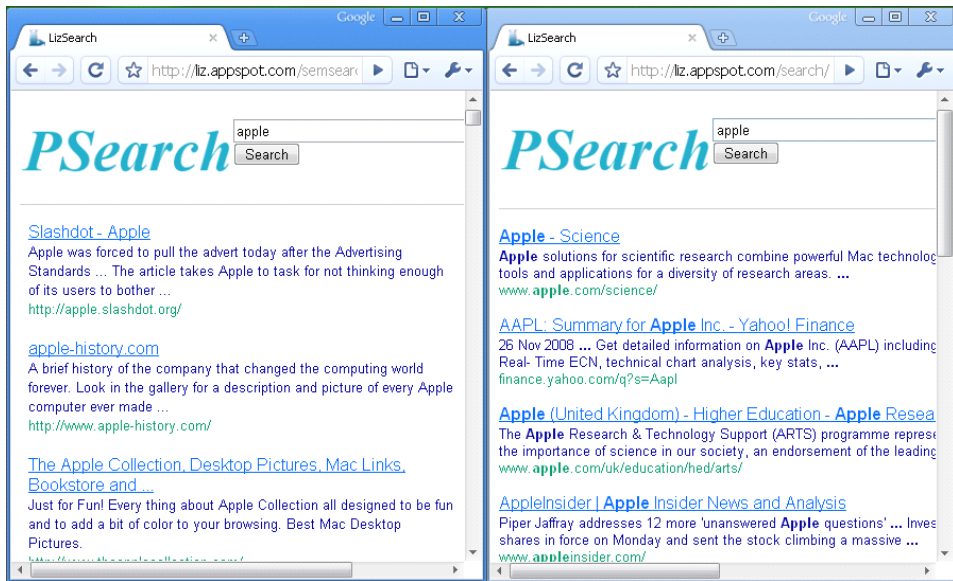 Google
LizSearch
http://liz.appspot.com/semsearc
PSearch
apple
Search
Slashdot - Apple
Apple was forced to pull the advert today after the Advertising
Standards ... The article takes Apple to task for not thinking enough
of its users to bother ...
http://apple.slashdot.org/
apple-history.com
A brief history of the company that changed the computing world
forever. Look in the gallery for a description and picture of every Apple
computer ever made ...
http://www.apple-history.com/
The Apple Collection, Desktop Pictures, Mac Links,
Bookstore and ...
Just for Fun! Every thing about Apple Collection all designed to be fun
and to add a bit of color to your browsing. Best Mac Desktop
Pictures.
http://www.theapplecollection.com/
Google
LizSearch
http://liz.appspot.com/search/
PSearch
apple
Search
Apple - Science
Apple solutions for scientific research combine powerful Mac technolog
tools and applications for a diversity of research areas. ...
www.apple.com/science/
AAPL: Summary for Apple Inc. - Yahoo! Finance
26 Nov 2008 ... Get detailed information on Apple Inc. (AAPL) including
Real- Time ECN, technical chart analysis, key stats, ...
finance.yahoo.com/q?s=Aapl
Apple (United Kingdom) - Higher Education - Apple Resea
The Apple Research & Technology Support (ARTS) programme represe
the importance of science in our society, an endorsement of the leading
www.apple.com/uk/education/hed/arts/
AppleInsider | Apple Insider News and Analysis
Piper Jaffray addresses 12 more 'unanswered Apple questions' ... Inves
shares in force on Monday and sent the stock climbing a massive ...
www.appleinsider.com/